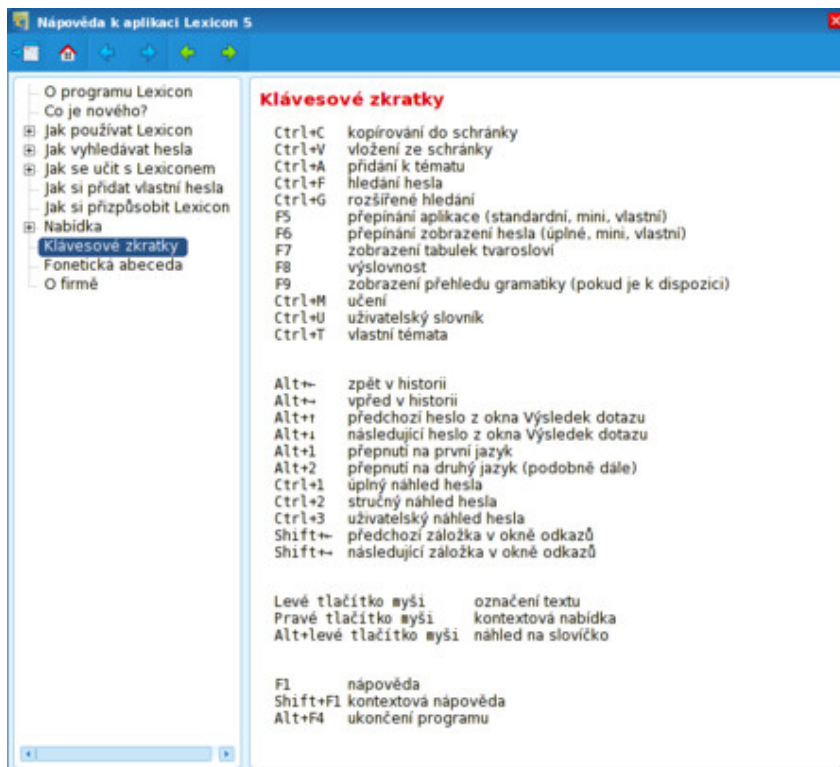 Nápověda k aplikaci Lexicon 5
O programu Lexicon
Co je nového?
Jak používat Lexicon
Jak vyhledávat hesla
Jak se učit s Lexiconem
Jak si přidat vlastní hesla
Jak si přizpůsobit Lexicon
Nabídka
Klávesové zkratky
Fonetická abeceda
O firmě
Klávesové zkratky
Ctrl+C kopírování do schránky
Ctrl+V vložení ze schránky
Ctrl+A přidání k tématu
Ctrl+F hledání hesla
Ctrl+G rozšířené hledání
F5 přepínání aplikace (standardní, mini, vlastní)
F6 přepínání zobrazení hesla (úplné, mini, vlastní)
F7 zobrazení tabulek tvarosloví
F8 výslovnost
F9 zobrazení přehledu gramatiky (pokud je k dispozici)
Ctrl+M učení
Ctrl+U uživatelský slovník
Ctrl+T vlastní témata
Alt+← zpět v historii
Alt+→ vpřed v historii
Alt+↑ předchozí heslo z okna Výsledek dotazu
Alt+↓ následující heslo z okna Výsledek dotazu
Alt+1 přepnutí na první jazyk
Alt+2 přepnutí na druhý jazyk (podobně dále)
Ctrl+1 úplný náhled hesla
Ctrl+2 stručný náhled hesla
Ctrl+3 uživatelský náhled hesla
Shift+← předchozí záložka v okně odkazů
Shift+→ následující záložka v okně odkazů
Levé tlačítko myši označení textu
Pravé tlačítko myši kontextová nabídka
Alt+levé tlačítko myši náhled na slovíčko
F1 nápověda
Shift+F1 kontextová nápověda
Alt+F4 ukončení programu